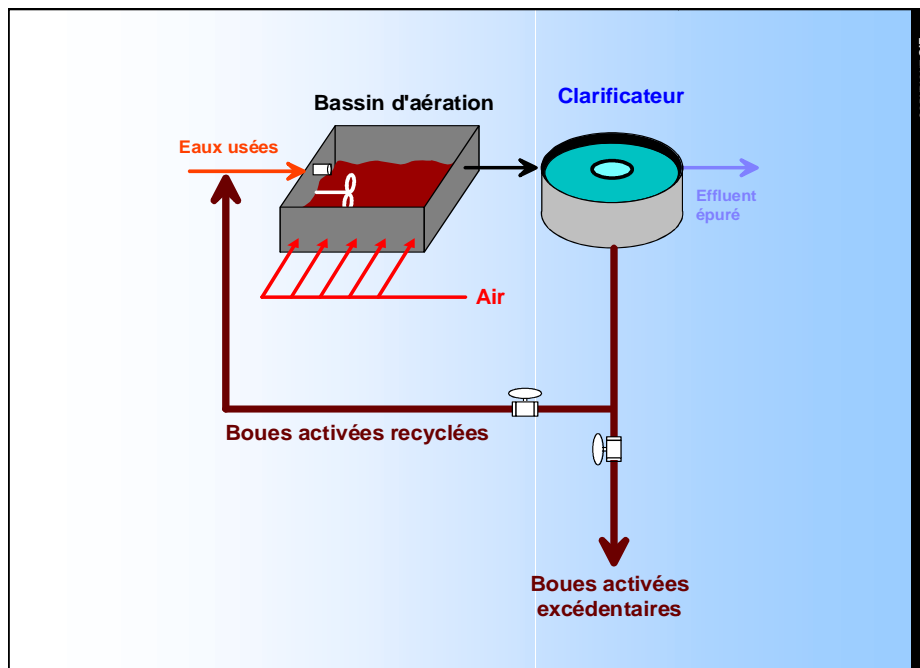 Bassin d'aération
Clarificateur
Eaux usées
Effluent
épuré
Air
Boues activées recyclées
Boues activées
excédentaires